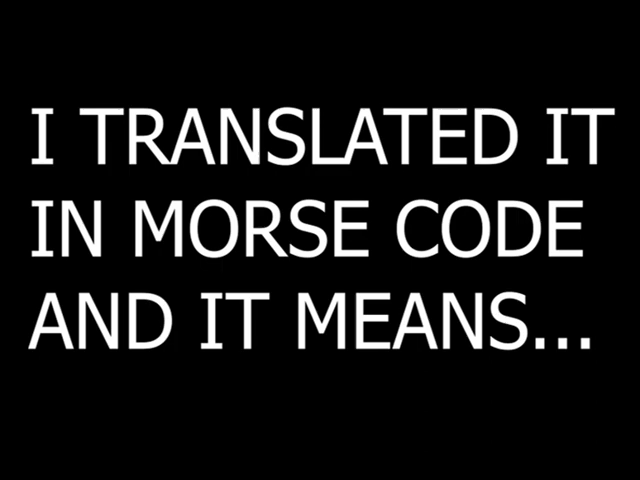 I TRANSLATED IT
IN MORSE CODE
AND IT MEANS...